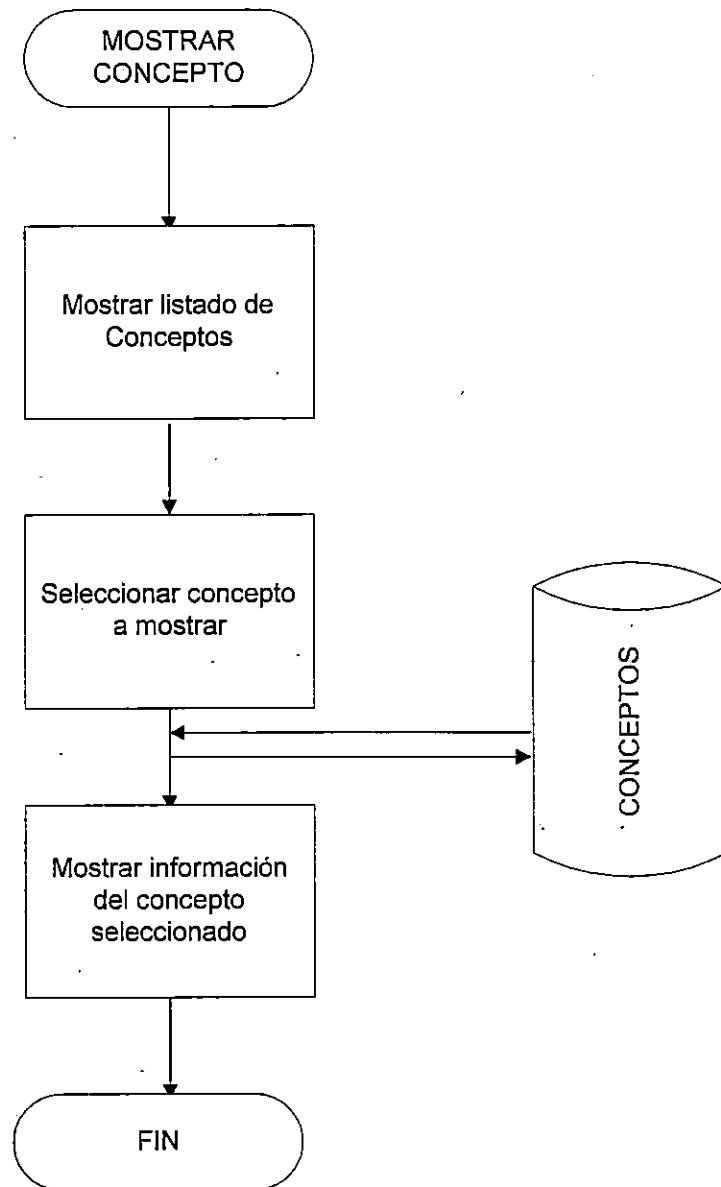 MOSTRAR
CONCEPTO
Mostrar listado de
Conceptos
Seleccionar concepto
a mostrar
CONCEPTOS
Mostrar información
del concepto
seleccionado
FIN